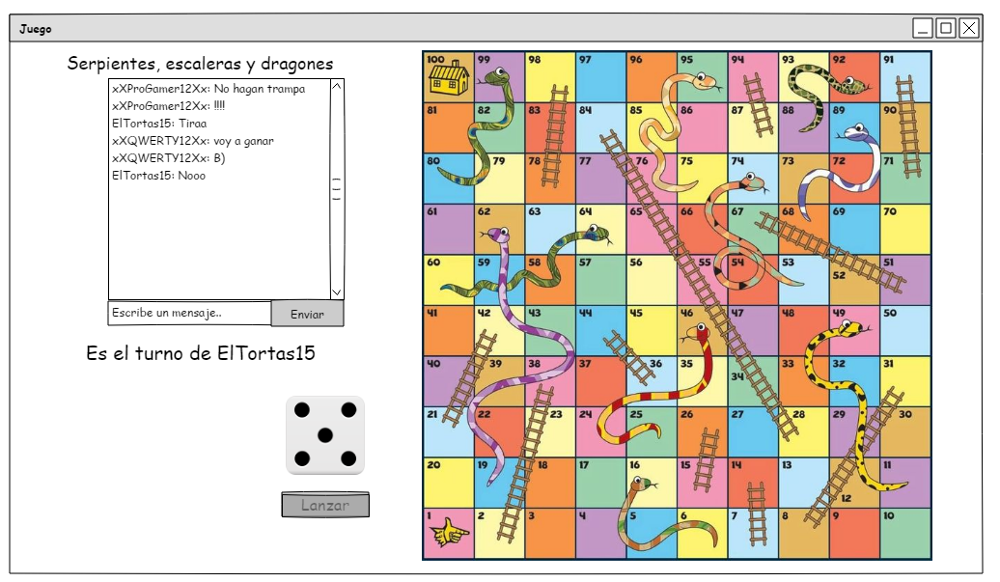 Juego
Serpientes, escaleras y dragones
xXProGamer12Xx: No hagan trampa
xXProGamer12Xx: !!!!
ElTortas15: Tiraa
xXQWERTY12Xx: voy a ganar
xXQWERTY12Xx: B)
ElTortas15: Nooo
Escribe un mensaje..
Enviar
Es el turno de ElTortas15
Lanzar
100 99 98 97 96 95 94 93 92 91
81 82 83 84 85 86 87 88 89 90
80 79 78 77 76 75 74 73 72 71
61 62 63 64 65 66 67 68 69 70
60 59 58 57 56 55 54 53 52 51
41 42 43 44 45 46 47 48 49 50
40 39 38 37 36 35 34 33 32 31
21 22 23 24 25 26 27 28 29 30
20 19 18 17 16 15 14 13 12 11
1 2 3 4 5 6 7 8 9 10